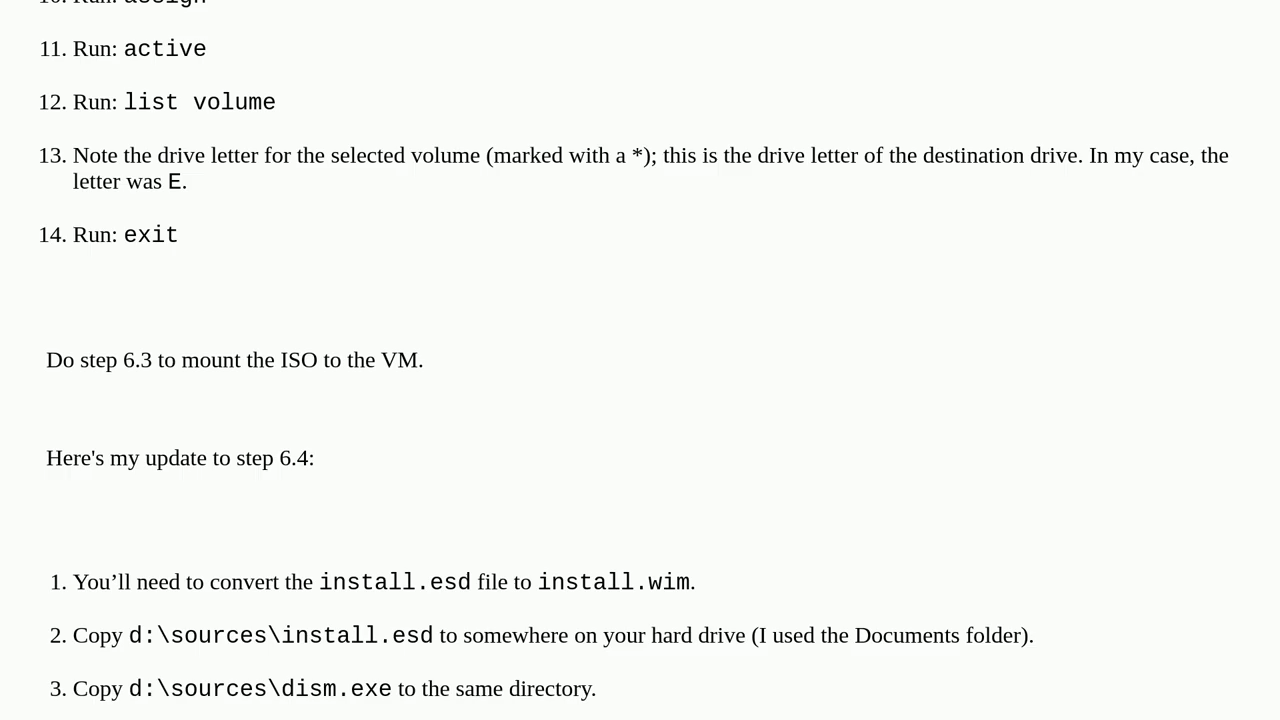 10. Run: assign
11. Run: active
12. Run: list volume
13. Note the drive letter for the selected volume (marked with a *); this is the drive letter of the destination drive. In my case, the
letter was E.
14. Run: exit
Do step 6.3 to mount the ISO to the VM.
Here's my update to step 6.4:
1. You’ll need to convert the install.esd file to install.wim.
2. Copy d:\sources\install.esd to somewhere on your hard drive (I used the Documents folder).
3. Copy d:\sources\dism.exe to the same directory.